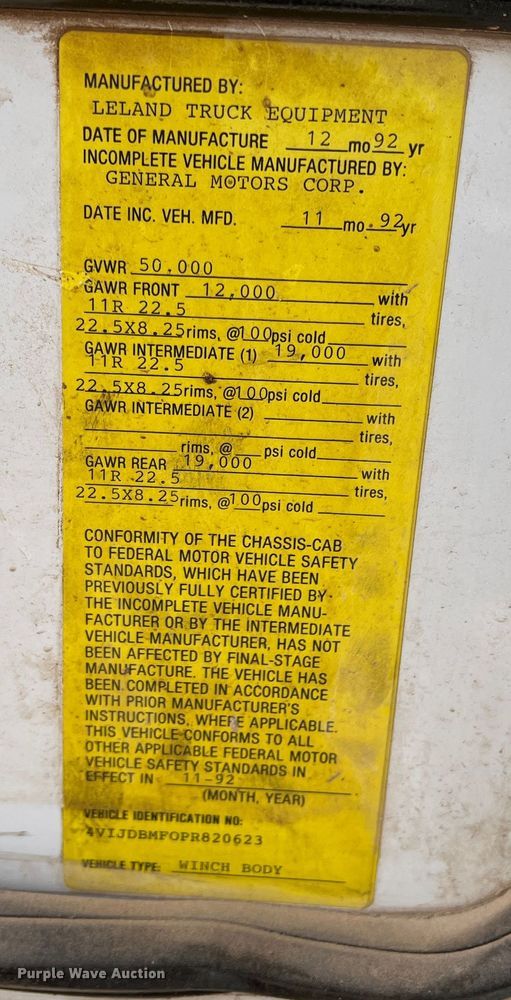 MANUFACTURED BY:
LELAND TRUCK EQUIPMENT
DATE OF MANUFACTURE 12 mo 92 yr
INCOMPLETE VEHICLE MANUFACTURED BY:
GENERAL MOTORS CORP.
DATE INC. VEH. MFD. 11 mo. 92 yr
GVWR 50,000
GAWR FRONT 12,000 with
11R 22.5 tires,
22.5X8.25 rims, @ 100 psi cold
GAWR INTERMEDIATE (1) 19,000 with
11R 22.5 tires,
22.5X8.25 rims, @ 100 psi cold
GAWR INTERMEDIATE (2) with
tires,
rims, @ psi cold
GAWR REAR 19,000 with
11R 22.5 tires,
22.5X8.25 rims, @ 100 psi cold
CONFORMITY OF THE CHASSIS-CAB
TO FEDERAL MOTOR VEHICLE SAFETY
STANDARDS, WHICH HAVE BEEN
PREVIOUSLY FULLY CERTIFIED BY
THE INCOMPLETE VEHICLE MANU-
FACTURER OR BY THE INTERMEDIATE
VEHICLE MANUFACTURER, HAS NOT
BEEN AFFECTED BY FINAL-STAGE
MANUFACTURE. THE VEHICLE HAS
BEEN COMPLETED IN ACCORDANCE
WITH PRIOR MANUFACTURER'S
INSTRUCTIONS, WHERE APPLICABLE.
THIS VEHICLE CONFORMS TO ALL
OTHER APPLICABLE FEDERAL MOTOR
VEHICLE SAFETY STANDARDS IN
EFFECT IN 11-92
(MONTH, YEAR)
VEHICLE IDENTIFICATION NO:
4VIJDBMFOPR820623
VEHICLE TYPE: WINCH BODY
Purple Wave Auction